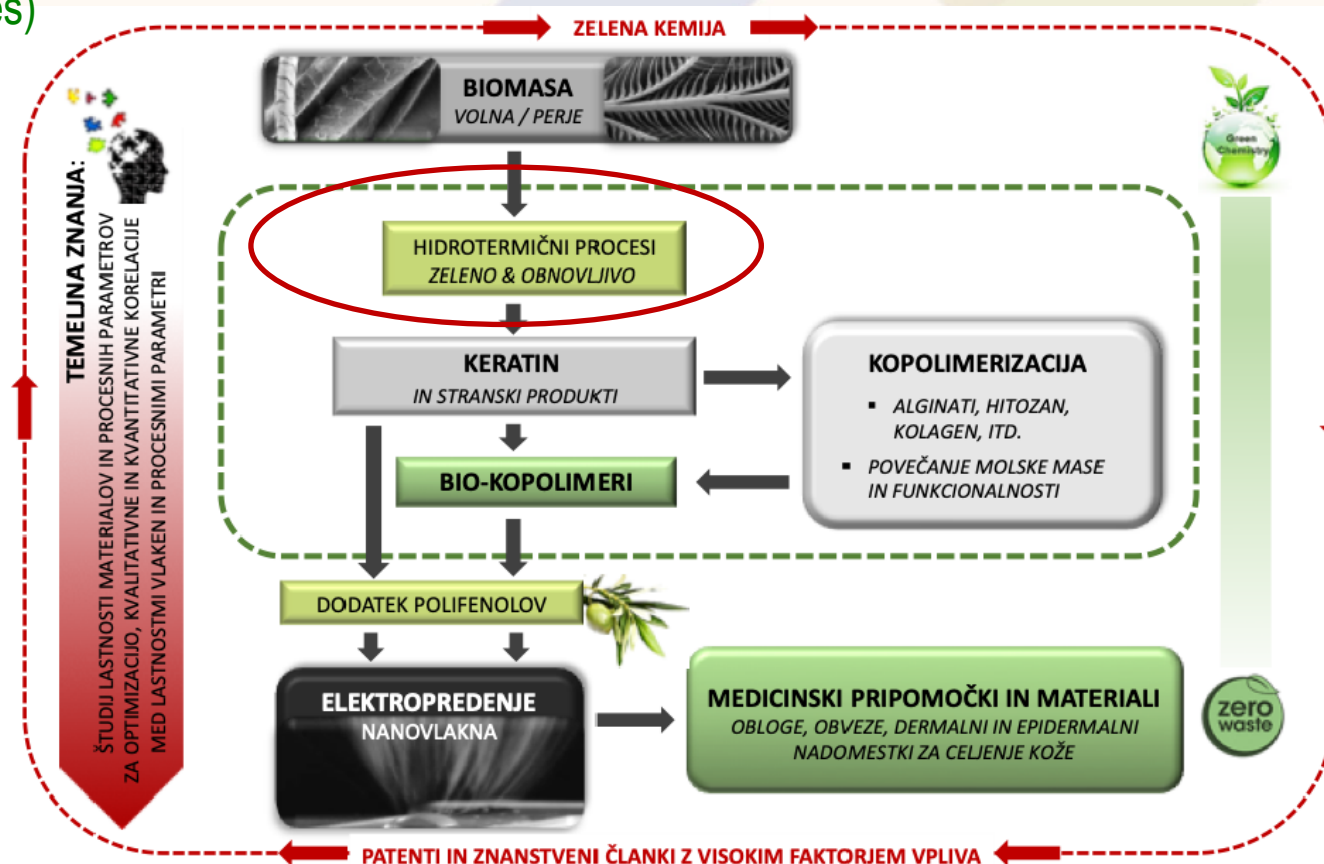 es)
ZELENA KEMIJA
BIOMASA
VOLNA / PERJE
Green
Chemistry
TEMELJNA ZNANJA:
ŠTUDIJ LASTNOSTI MATERIALOV IN PROCESNIH PARAMETROV
ZA OPTIMIZACIJO, KVALITATIVNE IN KVANTITATIVNE KORELACIJE
MED LASTNOSTMI VLAKEN IN PROCESNIMI PARAMETRI
HIDROTERMIČNI PROCESI
ZELENO & OBNOVLJIVO
KERATIN
IN STRANSKI PRODUKTI
KOPOLIMERIZACIJA
▪ ALGINATI, HITOZAN,
KOLAGEN, ITD.
▪ POVEČANJE MOLSKE MASE
IN FUNKCIONALNOSTI
BIO-KOPOLIMERI
DODATEK POLIFENOLOV
ELEKTROPREDENJE
NANOVLAKNA
MEDICINSKI PRIPOMOČKI IN MATERIALI
OBLOGE, OBVEZE, DERMALNI IN EPIDERMALNI
NADOMESTKI ZA CELJENJE KOŽE
zero
waste
PATENTI IN ZNANSTVENI ČLANKI Z VISOKIM FAKTORJEM VPLIVA